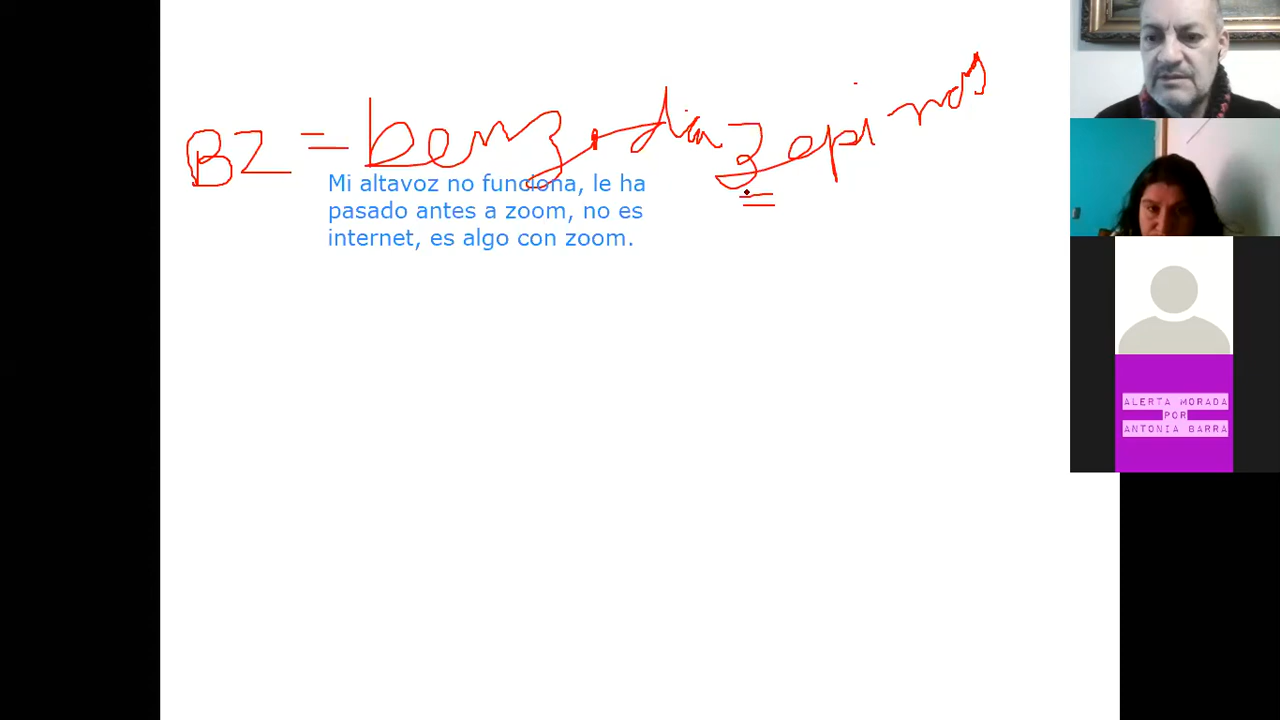 BZ = benzodiazepinas
Mi altavoz no funciona, le ha
pasado antes a zoom, no es
internet, es algo con zoom.
ALERTA MORADA
POR
ANTONIA BARRA